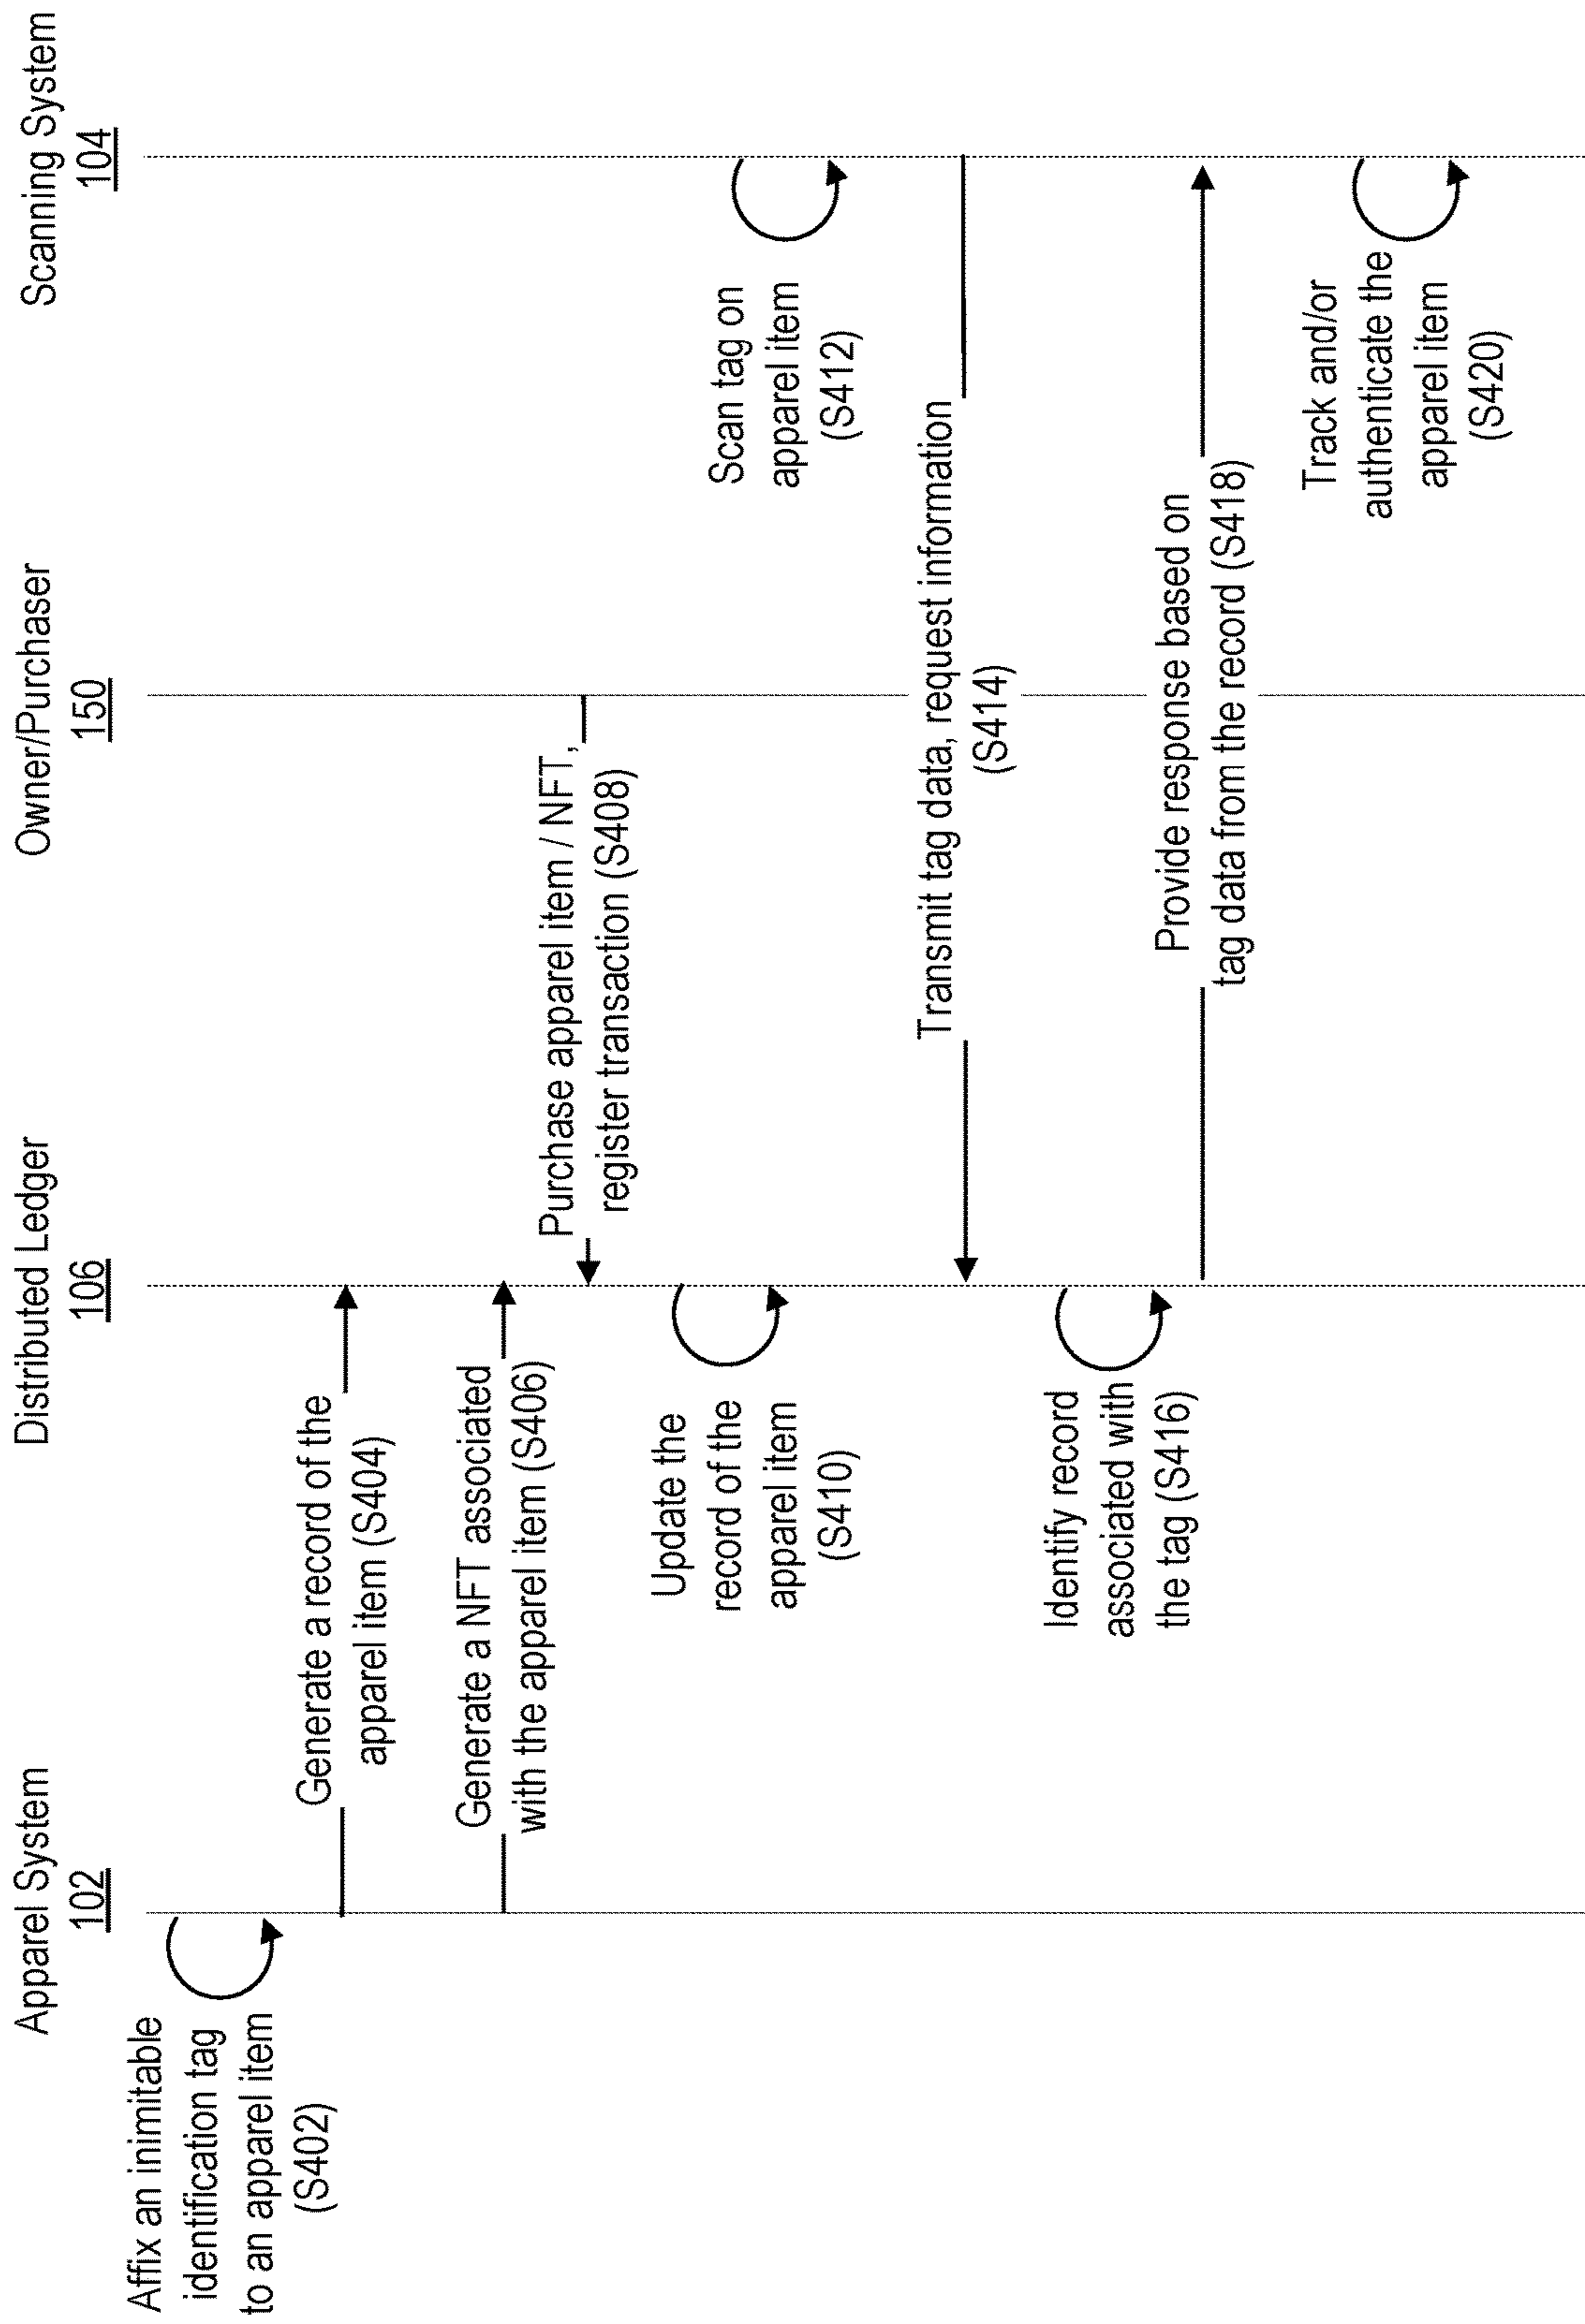 Apparel System
102
Distributed Ledger
106
Owner/Purchaser
150
Scanning System
104
Affix an inimitable
identification tag
to an apparel item
(S402)
Generate a record of the
apparel item (S404)
Generate a NFT associated
with the apparel item (S406)
Purchase apparel item / NFT,
register transaction (S408)
Update the
record of the
apparel item
(S410)
Scan tag on
apparel item
(S412)
Transmit tag data, request information
(S414)
Identify record
associated with
the tag (S416)
Provide response based on
tag data from the record (S418)
Track and/or
authenticate the
apparel item
(S420)